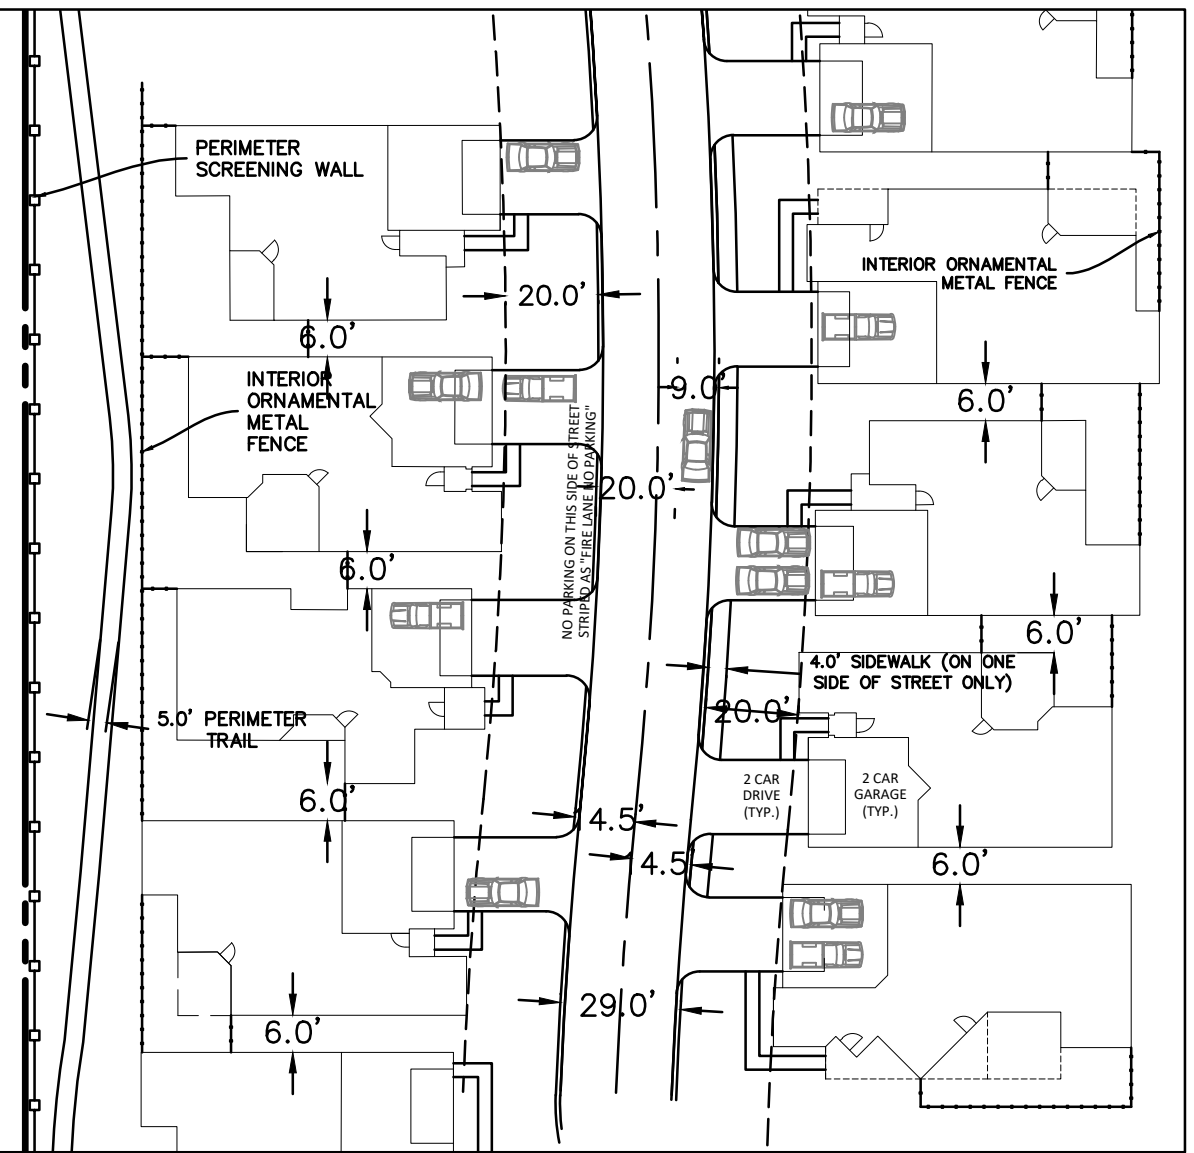 PERIMETER
SCREENING WALL
INTERIOR ORNAMENTAL
METAL FENCE
20.0'
6.0'
INTERIOR
ORNAMENTAL
METAL
FENCE
9.0'
6.0'
NO PARKING ON THIS SIDE OF STREET
STRIPED AS "FIRE LANE NO PARKING"
20.0'
6.0'
6.0'
4.0' SIDEWALK (ON ONE
SIDE OF STREET ONLY)
20.0'
5.0' PERIMETER
TRAIL
2 CAR
DRIVE
(TYP.)
2 CAR
GARAGE
(TYP.)
6.0'
4.5'
4.5'
6.0'
29.0'
6.0'